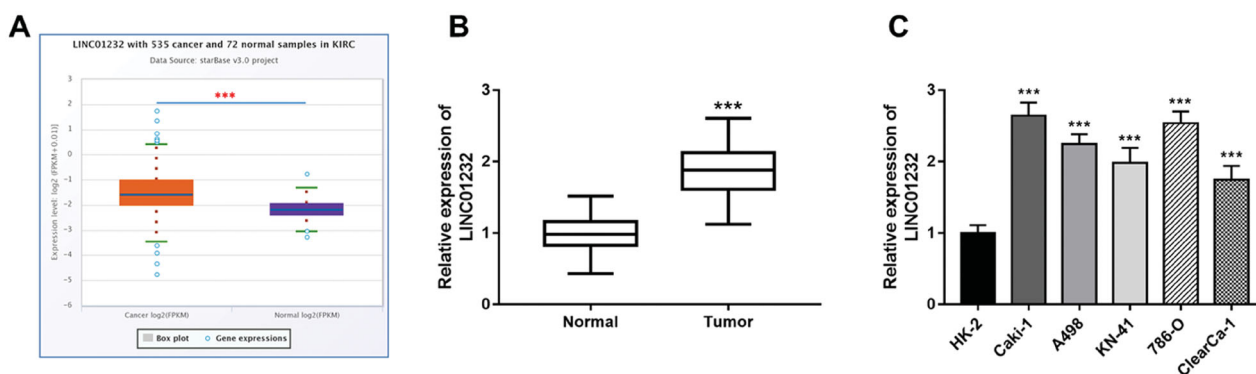 A
LINC01232 with 535 cancer and 72 normal samples in KIRC
Data Source: starBase v3.0 project
Expression level: log2 (FPKM+0.01)]
3
2
1
0
−1
−2
−3
−4
−5
−6
***
Cancer log2(FPKM)
Normal log2(FPKM)
Box plot
Gene expressions
B
Relative expression of
LINC01232
3
2
1
0
***
Normal
Tumor
C
Relative expression of
LINC01232
3
2
1
0
***
***
***
***
***
HK-2
Caki-1
A498
KN-41
786-O
ClearCa-1